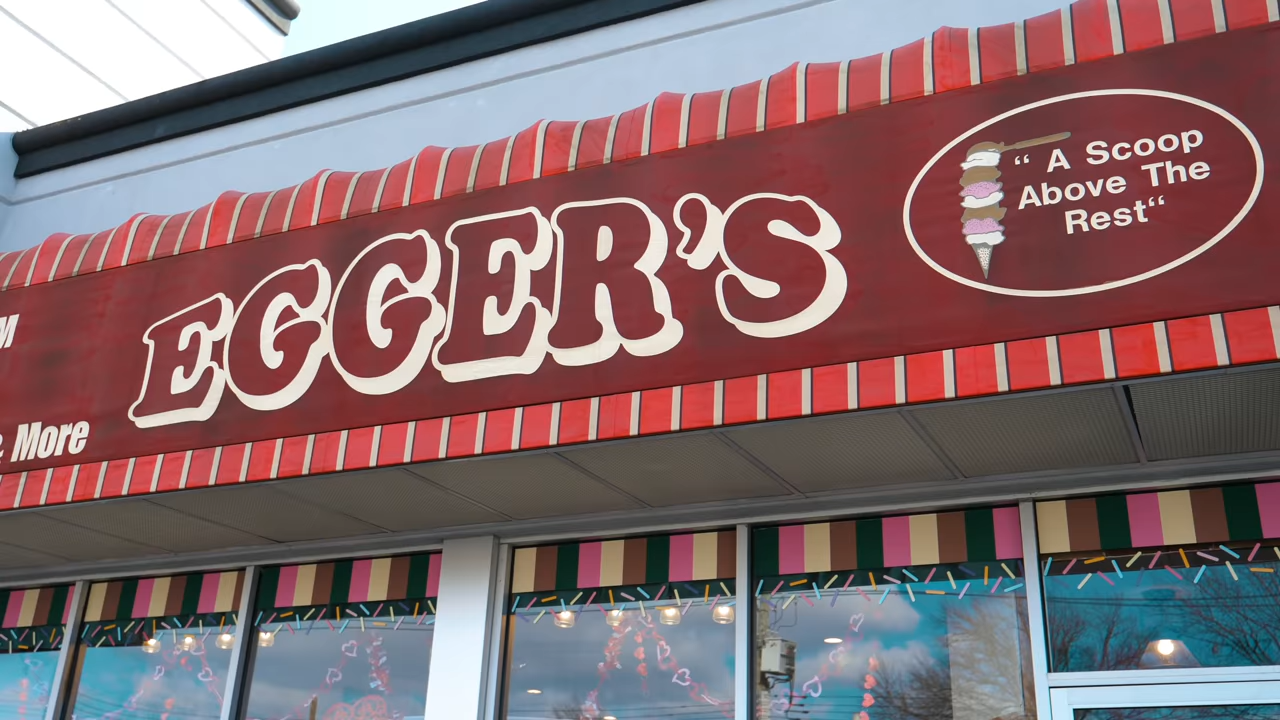 & More
EGGER'S
“ A Scoop
Above The
Rest“